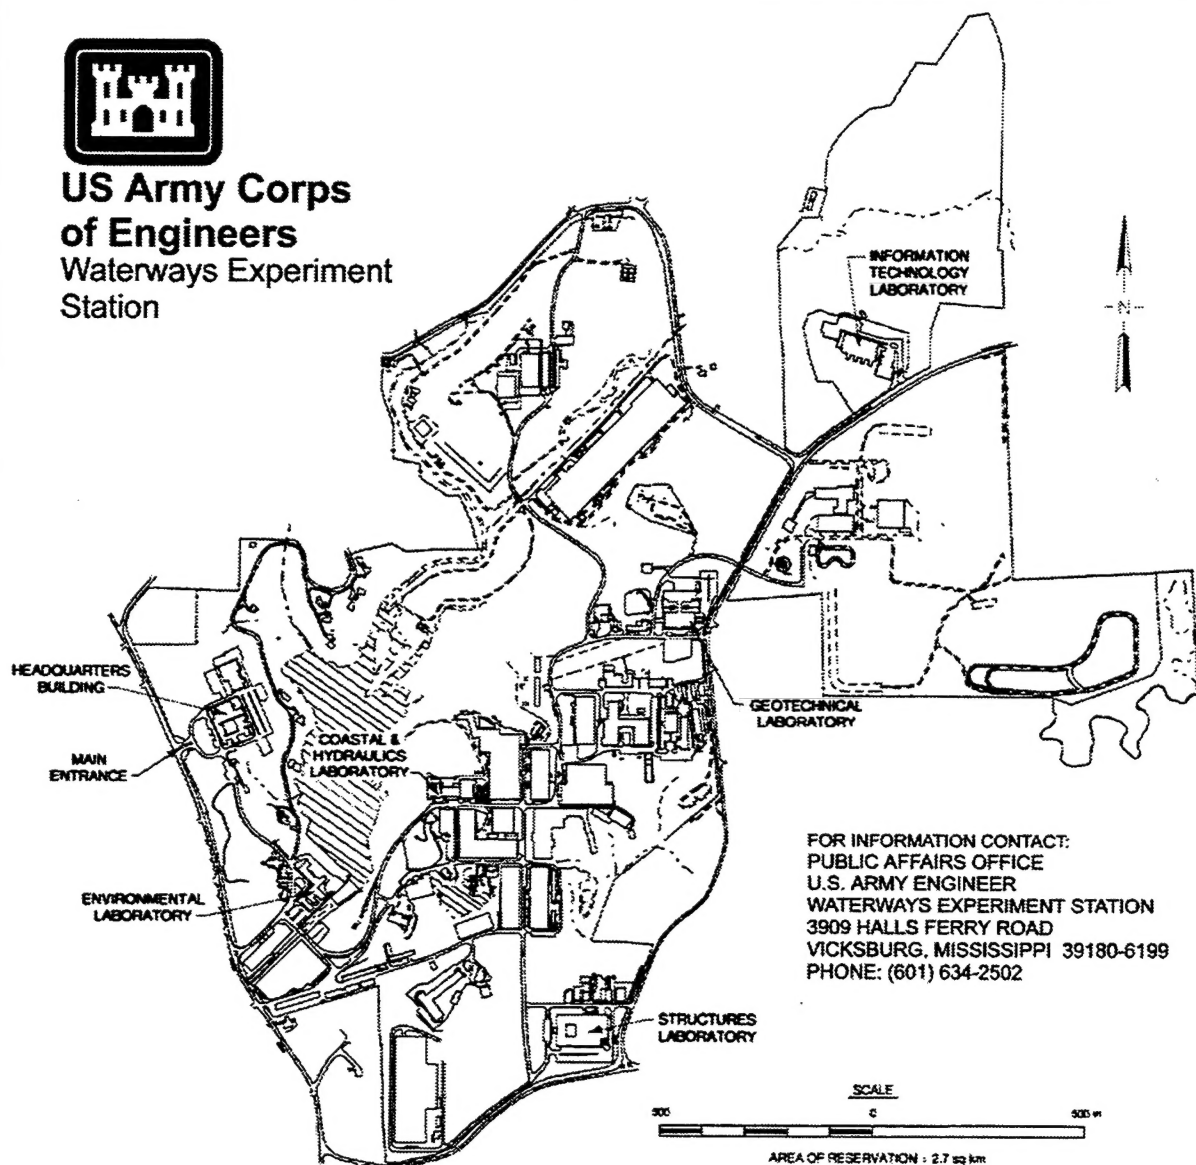 US Army Corps
of Engineers
Waterways Experiment
Station
INFORMATION
TECHNOLOGY
LABORATORY
N
HEADQUARTERS
BUILDING
MAIN
ENTRANCE
COASTAL &
HYDRAULICS
LABORATORY
GEOTECHNICAL
LABORATORY
ENVIRONMENTAL
LABORATORY
STRUCTURES
LABORATORY
FOR INFORMATION CONTACT:
PUBLIC AFFAIRS OFFICE
U.S. ARMY ENGINEER
WATERWAYS EXPERIMENT STATION
3909 HALLS FERRY ROAD
VICKSBURG, MISSISSIPPI 39180-6199
PHONE: (601) 634-2502
SCALE
500 0 500 m
AREA OF RESERVATION : 2.7 sq km